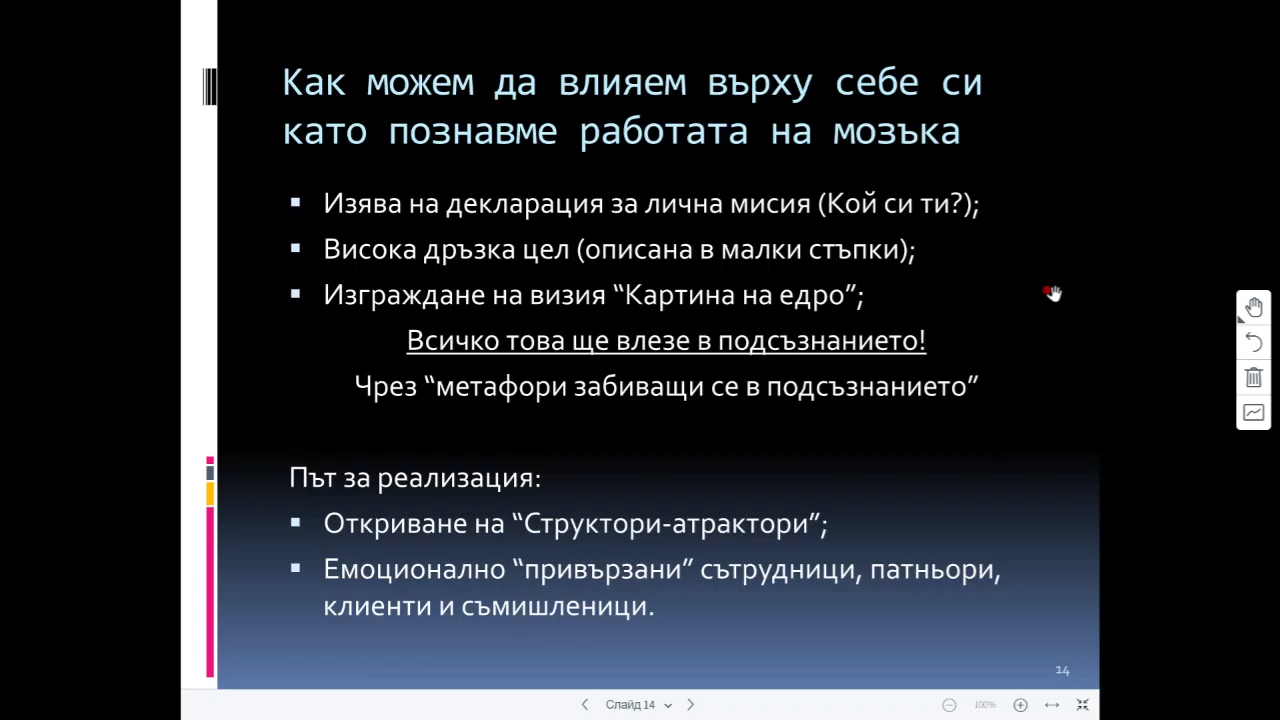 Как можем да влияем върху себе си
като познавме работата на мозъка
Изява на декларация за лична мисия (Кой си ти?);
Висока дръзка цел (описана в малки стъпки);
Изграждане на визия “Картина на едро”;
Всичко това ще влезе в подсъзнанието!
Чрез “метафори забиващи се в подсъзнанието”
Път за реализация:
Откриване на “Структори-атрактори”;
Емоционално “привързани” сътрудници, патньори,
клиенти и съмишленици.
14
Слайд 14
100%